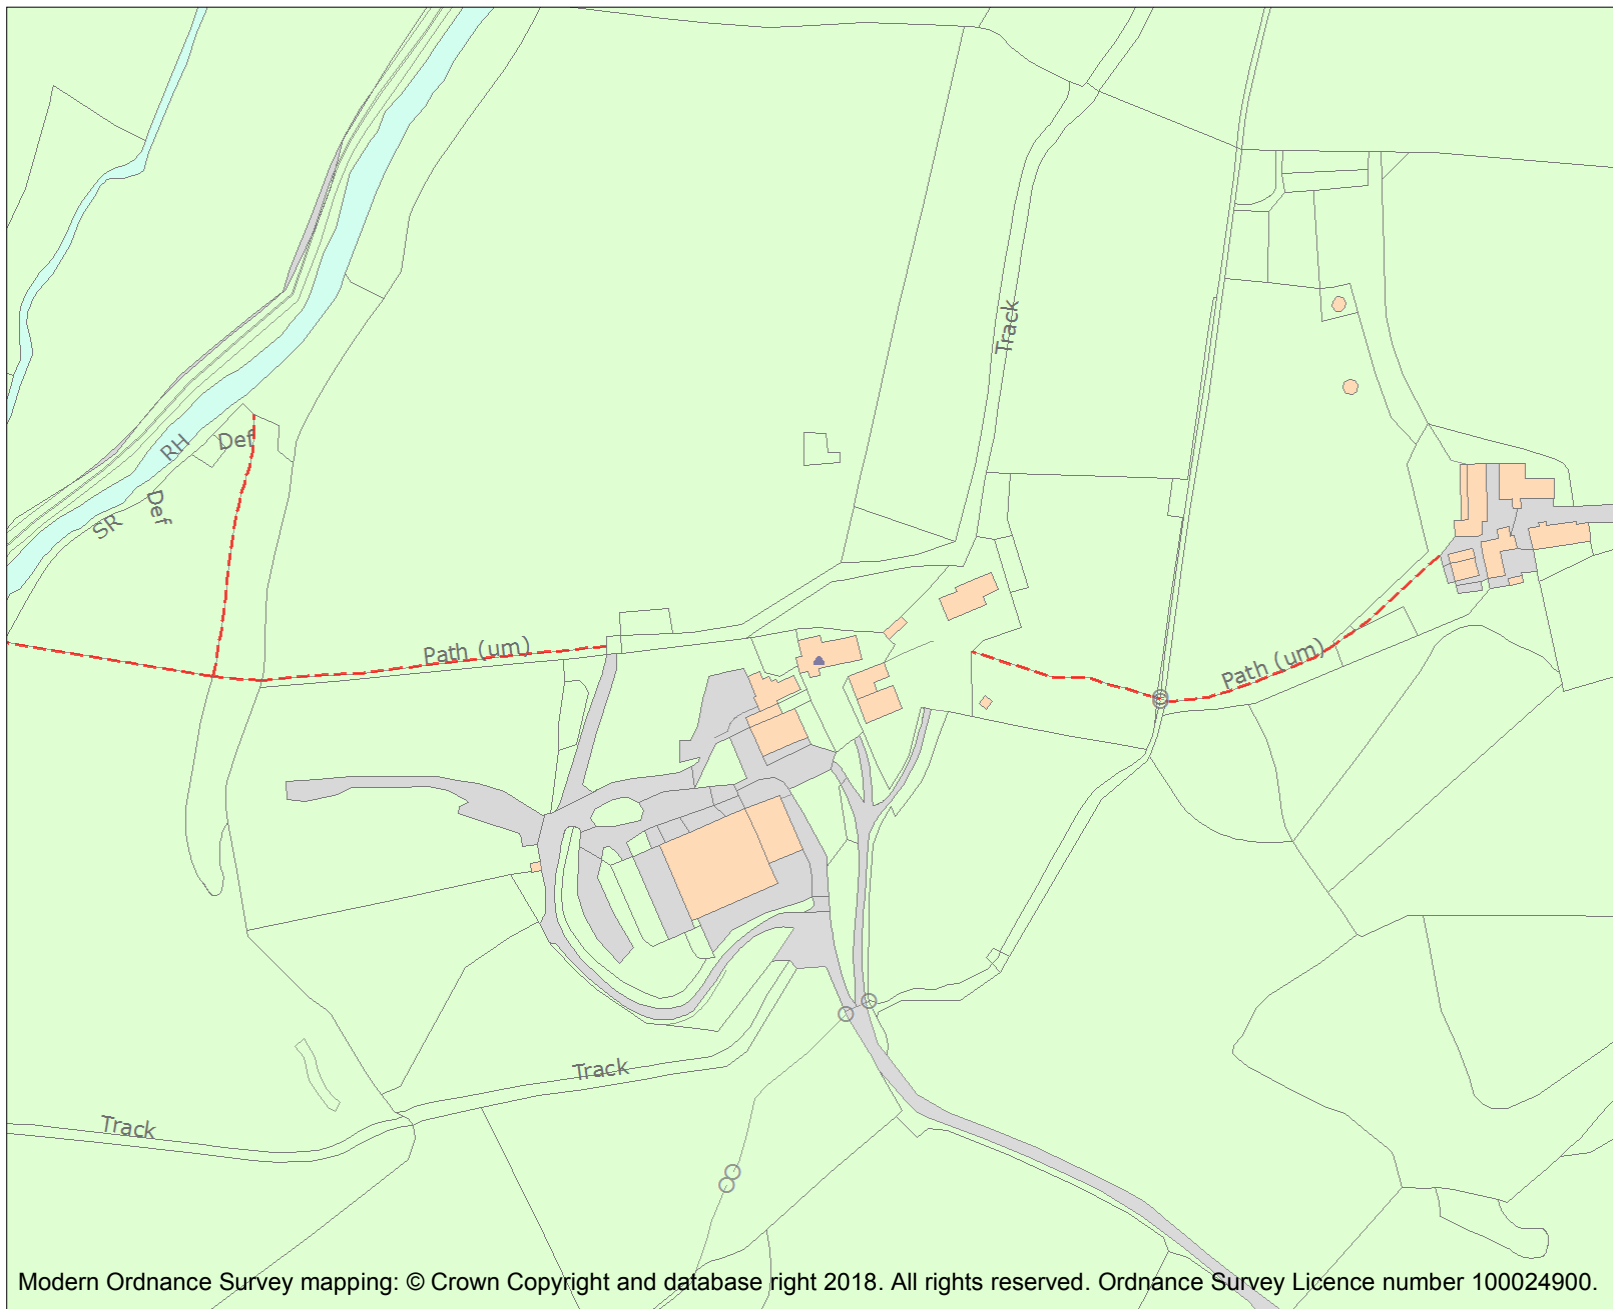 Track
RH
Def
Def
SR
Path (um)
Path (um)
Track
Track
Modern Ordnance Survey mapping: © Crown Copyright and database right 2018. All rights reserved. Ordnance Survey Licence number 100024900.